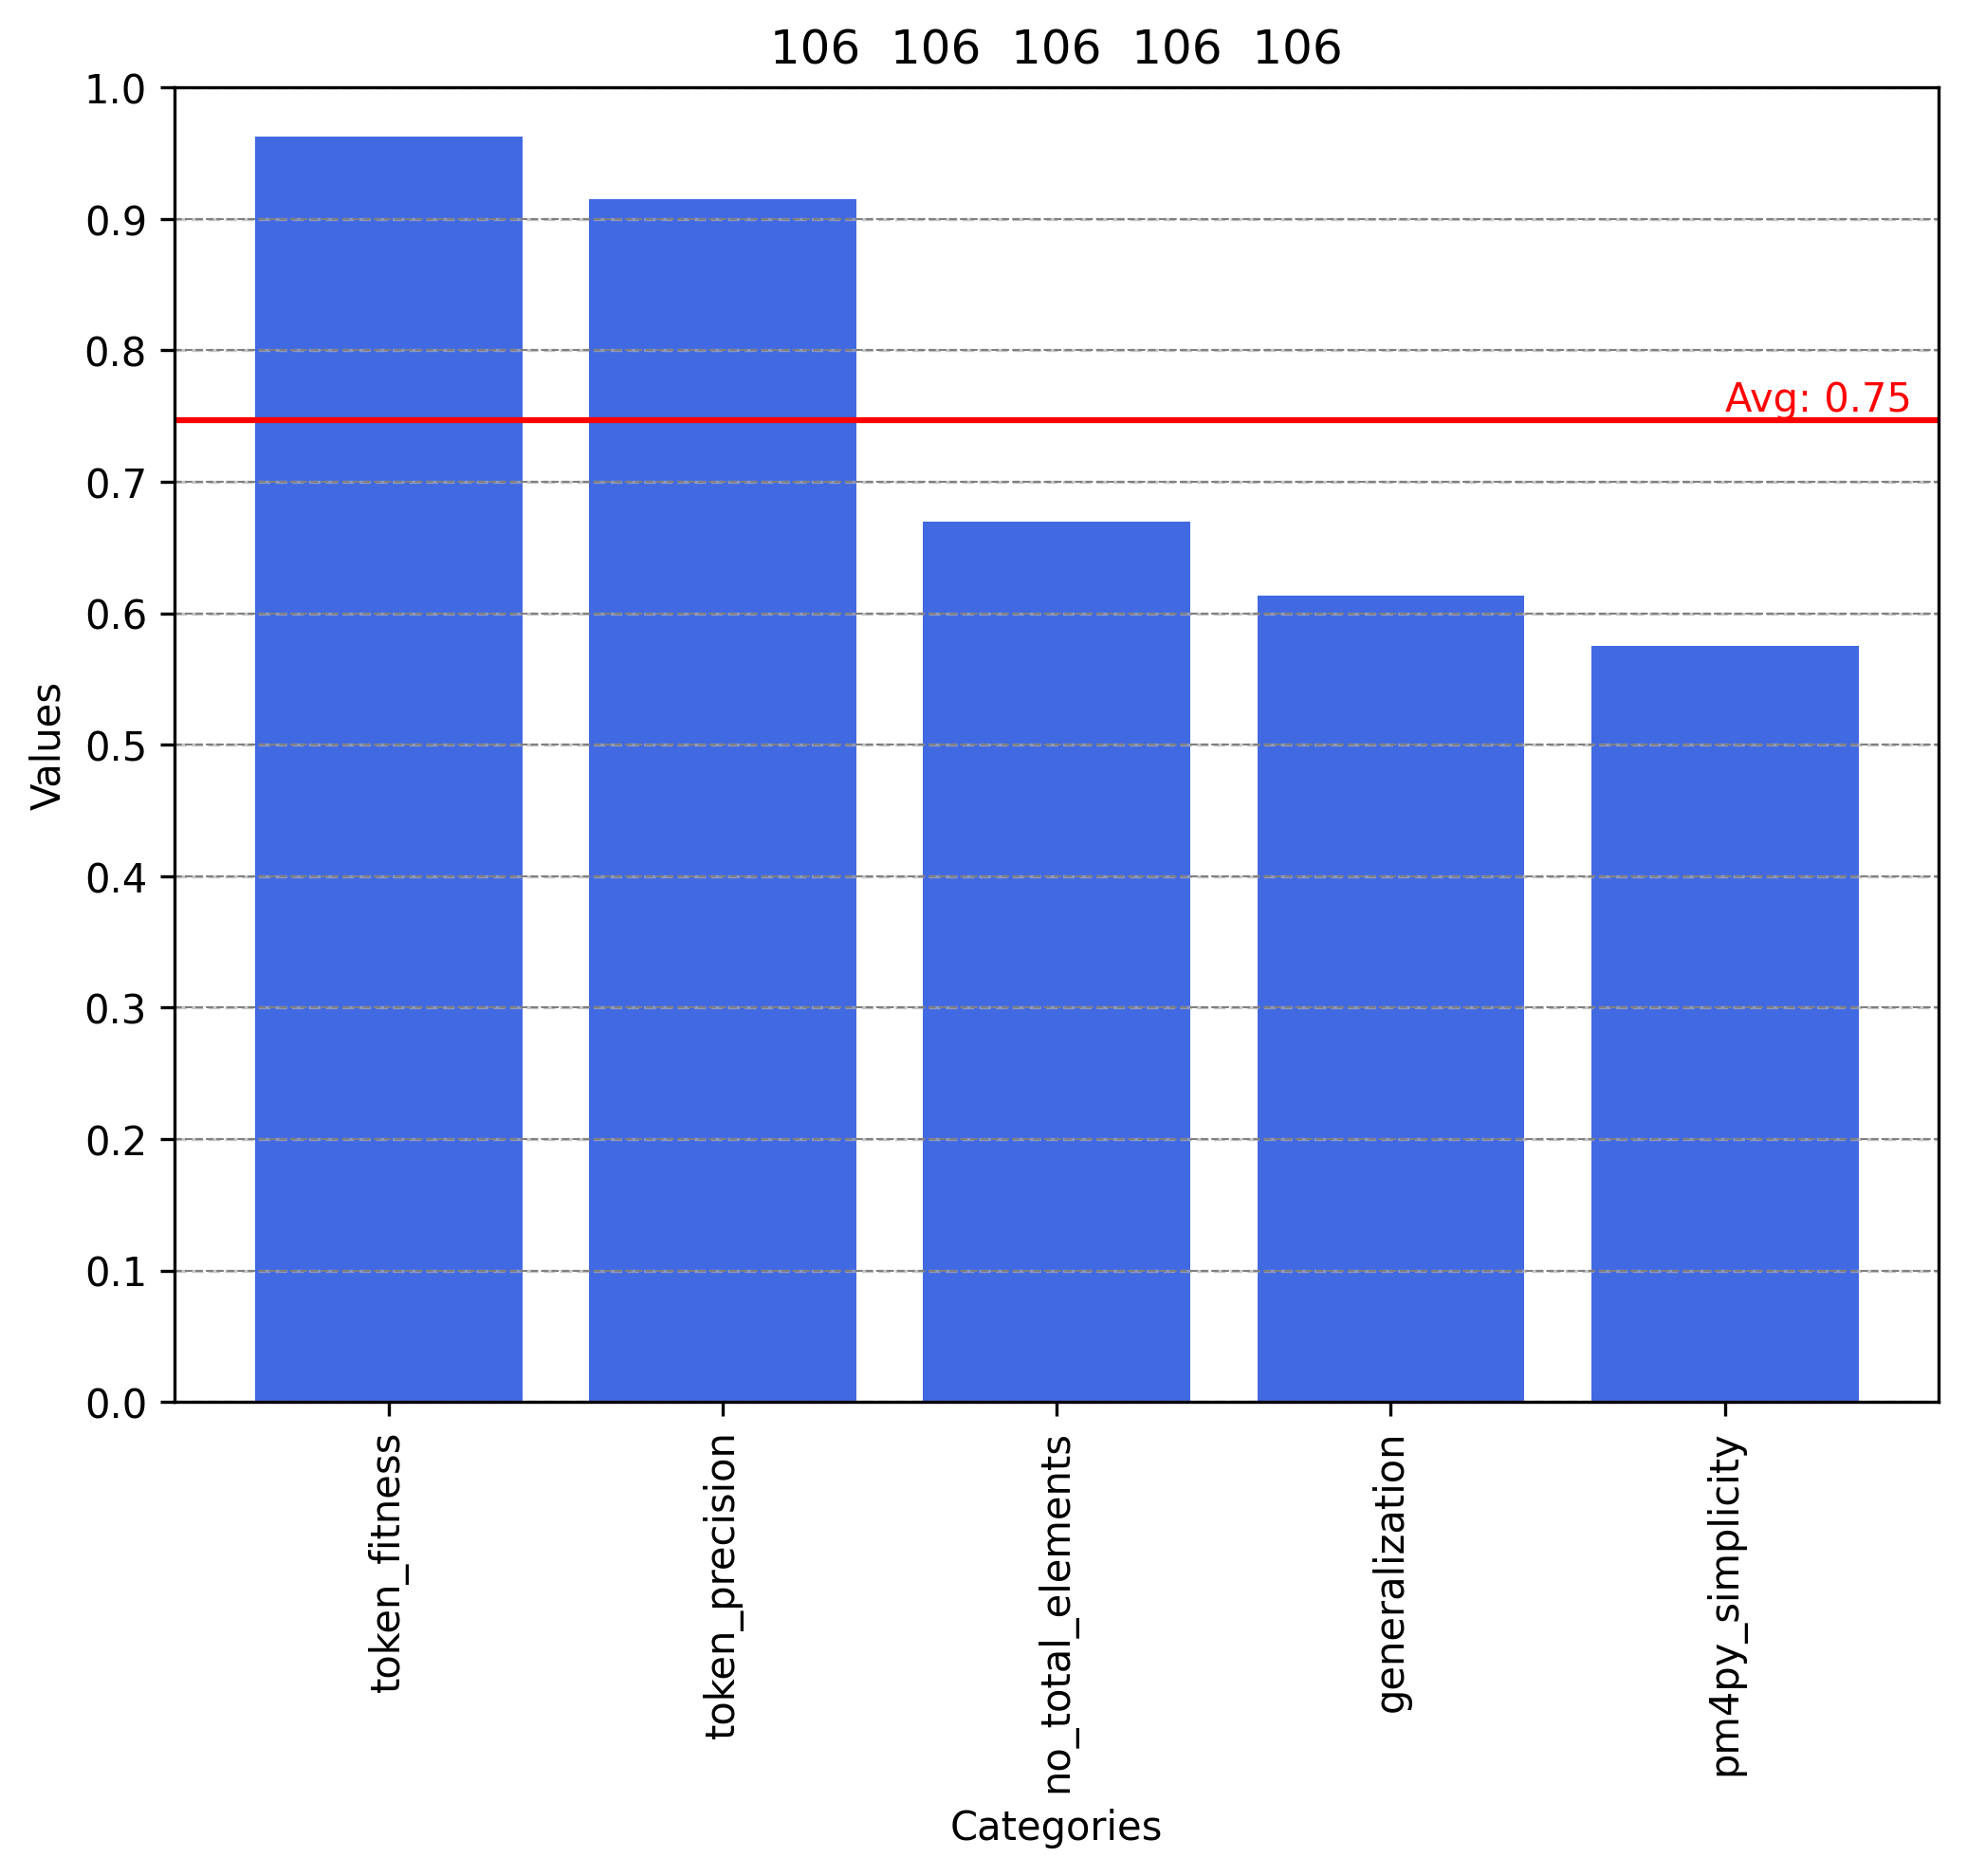 106 106 106 106 106
1.0
0.9
0.8
0.7
0.6
0.5
0.4
0.3
0.2
0.1
0.0
Values
Avg: 0.75
token_fitness
token_precision
no_total_elements
generalization
pm4py_simplicity
Categories